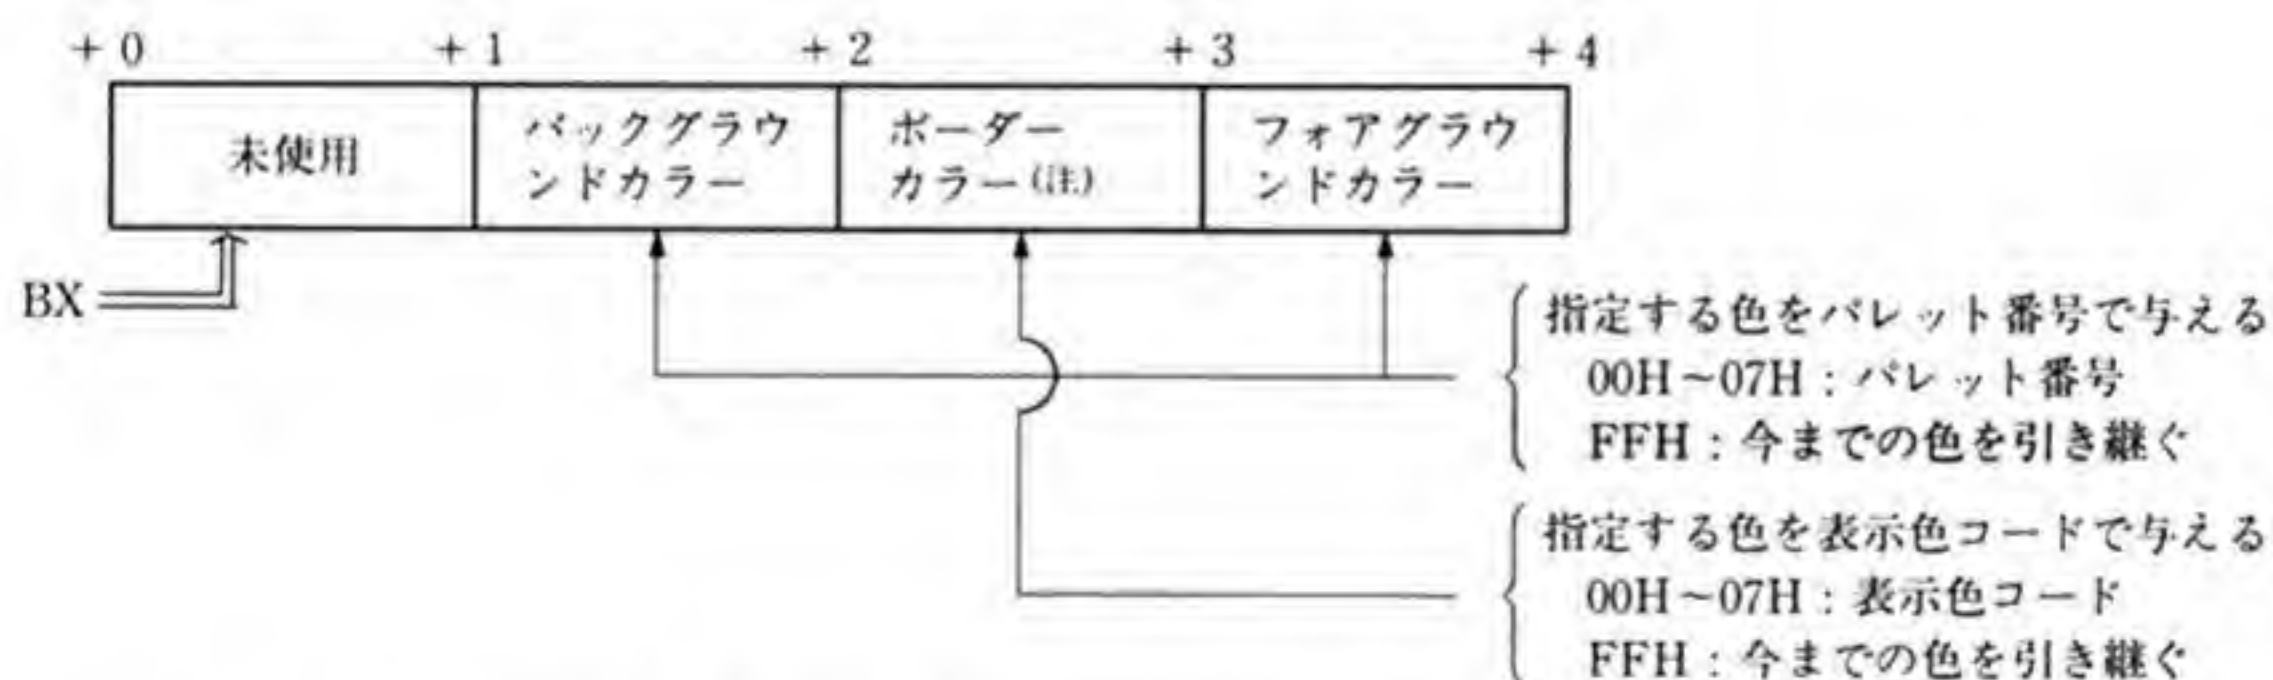 +0 +1 +2 +3 +4
未使用
バックグラウ
ンドカラー
ボーダー
カラー(注)
フォアグラウ
ンドカラー
BX
指定する色をパレット番号で与える
00H~07H:パレット番号
FFH:今までの色を引き継ぐ
指定する色を表示色コードで与える
00H~07H:表示色コード
FFH:今までの色を引き継ぐ